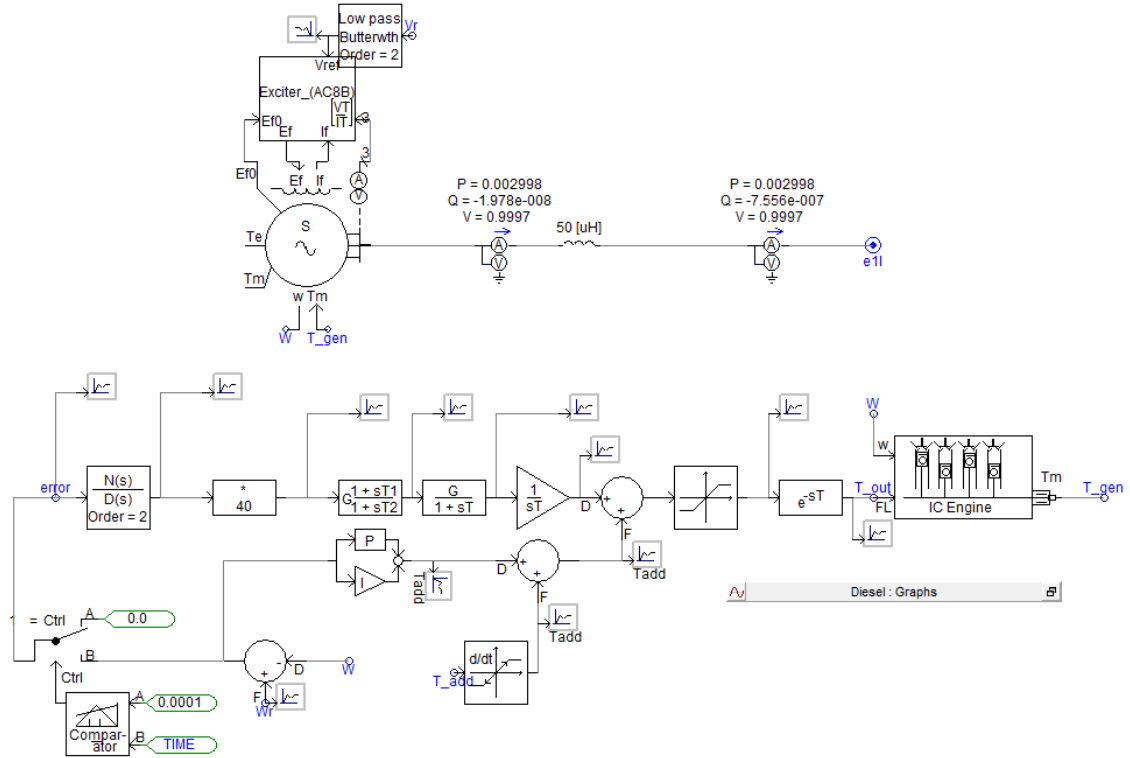 Low pass
Butterwth
Order = 2
Vr
Vref
Exciter_(AC8B)
VT
IT
Ef0
Ef
If
3
3
Ef0
Ef
If
A
V
S
Te
Tm
w Tm
W
T_gen
P = 0.002998
Q = -1.978e-008
V = 0.9997
A
V
50 [uH]
P = 0.002998
Q = -7.556e-007
V = 0.9997
A
V
e1l
error
N(s)
D(s)
Order = 2
*
40
G 1 + sT1
1 + sT2
G
1 + sT
1
sT
D
+
+
F
e-sT
T_out
FL
W
w
IC Engine
Tm
T_gen
P
I
Tadd
D
+
+
F
Tadd
Tadd
d/dt
T_add
Diesel : Graphs
1 = Ctrl
A
0.0
B
Ctrl
-
+
D
W
F
Wr
Compar-
ator
A
0.0001
B
TIME